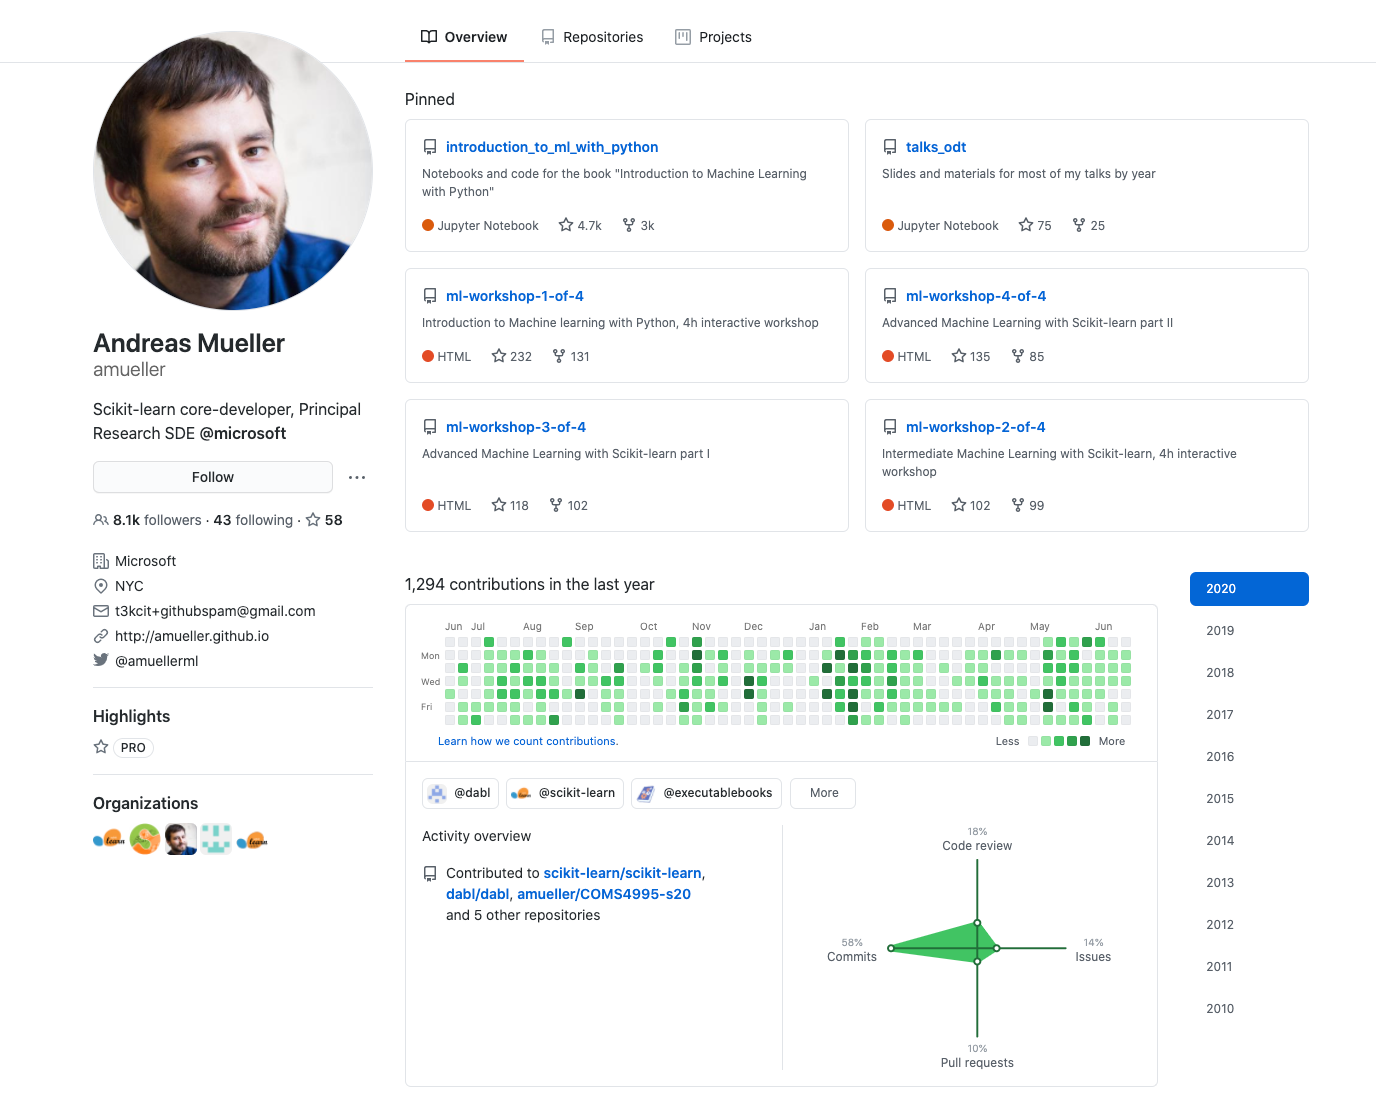 Overview
Repositories
Projects
Andreas Mueller
amueller
Scikit-learn core-developer, Principal
Research SDE @microsoft
Follow
8.1k followers · 43 following · 58
Microsoft
NYC
t3kcit+githubspam@gmail.com
http://amueller.github.io
@amuellerml
Highlights
PRO
Organizations
learn
learn
Pinned
introduction_to_ml_with_python
Notebooks and code for the book "Introduction to Machine Learning
with Python"
Jupyter Notebook 4.7k 3k
talks_odt
Slides and materials for most of my talks by year
Jupyter Notebook 75 25
ml-workshop-1-of-4
Introduction to Machine learning with Python, 4h interactive workshop
HTML 232 131
ml-workshop-4-of-4
Advanced Machine Learning with Scikit-learn part II
HTML 135 85
ml-workshop-3-of-4
Advanced Machine Learning with Scikit-learn part I
HTML 118 102
ml-workshop-2-of-4
Intermediate Machine Learning with Scikit-learn, 4h interactive
workshop
HTML 102 99
1,294 contributions in the last year
Jun Jul Aug Sep Oct Nov Dec Jan Feb Mar Apr May Jun
Mon
Wed
Fri
Learn how we count contributions.
Less More
@dabl
@scikit-learn
@executablebooks
More
Activity overview
Contributed to scikit-learn/scikit-learn,
dabl/dabl, amueller/COMS4995-s20
and 5 other repositories
18%
Code review
58%
Commits
14%
Issues
10%
Pull requests
2020
2019
2018
2017
2016
2015
2014
2013
2012
2011
2010